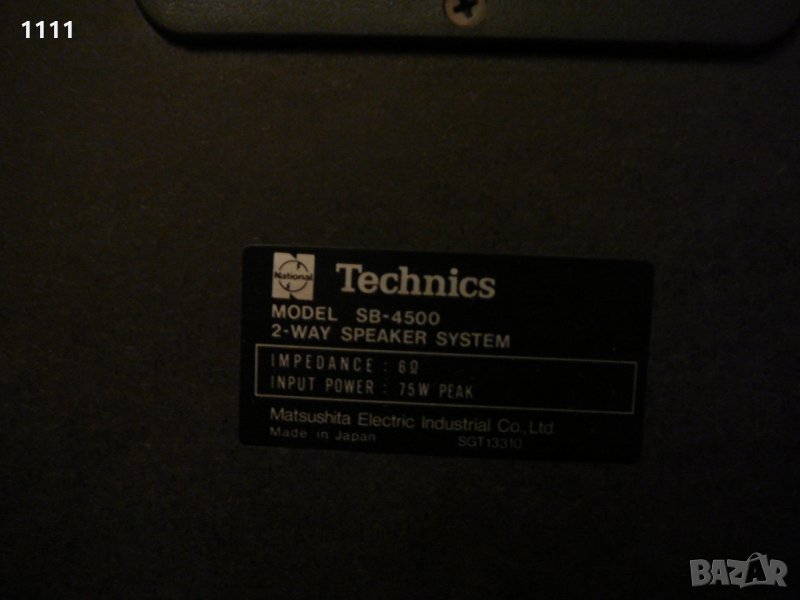 1111
National
Technics
MODEL SB-4500
2-WAY SPEAKER SYSTEM
IMPEDANCE : 6Ω
INPUT POWER : 75W PEAK
Matsushita Electric Industrial Co., Ltd.
Made in Japan SGT13310
BAZAR